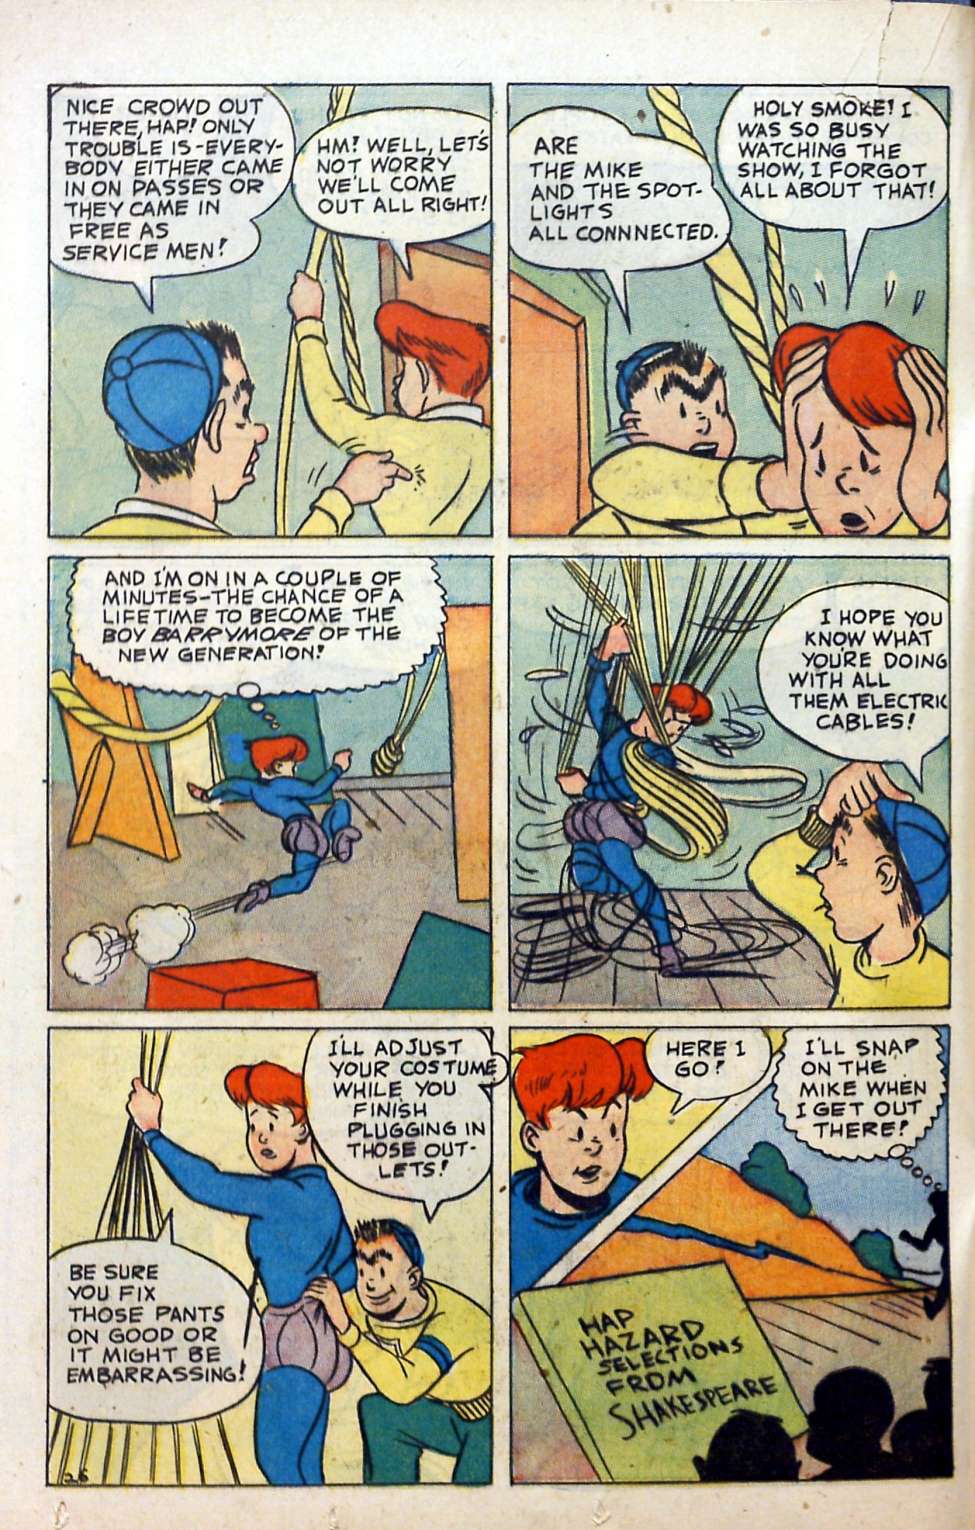 NICE CROWD OUT
THERE, HAP! ONLY
TROUBLE IS-EVERY-
BODY EITHER CAME
IN ON PASSES OR
THEY CAME IN
FREE AS
SERVICE MEN!
HM! WELL, LET'S
NOT WORRY
WE'LL COME
OUT ALL RIGHT!
ARE
THE MIKE
AND THE SPOT-
LIGHTS
ALL CONNNECTED.
HOLY SMOKE! I
WAS SO BUSY
WATCHING THE
SHOW, I FORGOT
ALL ABOUT THAT!
AND I'M ON IN A COUPLE OF
MINUTES-THE CHANCE OF A
LIFETIME TO BECOME THE
BOY BARRYMORE OF THE
NEW GENERATION!
I HOPE YOU
KNOW WHAT
YOU'RE DOING
WITH ALL
THEM ELECTRIC
CABLES!
I'LL ADJUST
YOUR COSTUME
WHILE YOU
FINISH
PLUGGING IN
THOSE OUT-
LETS!
BE SURE
YOU FIX
THOSE PANTS
ON GOOD OR
IT MIGHT BE
EMBARRASSING!
26
HERE I
GO!
I'LL SNAP
ON THE
MIKE WHEN
I GET OUT
THERE!
HAP
HAZARD
SELECTIONS
FROM
SHAKESPEARE